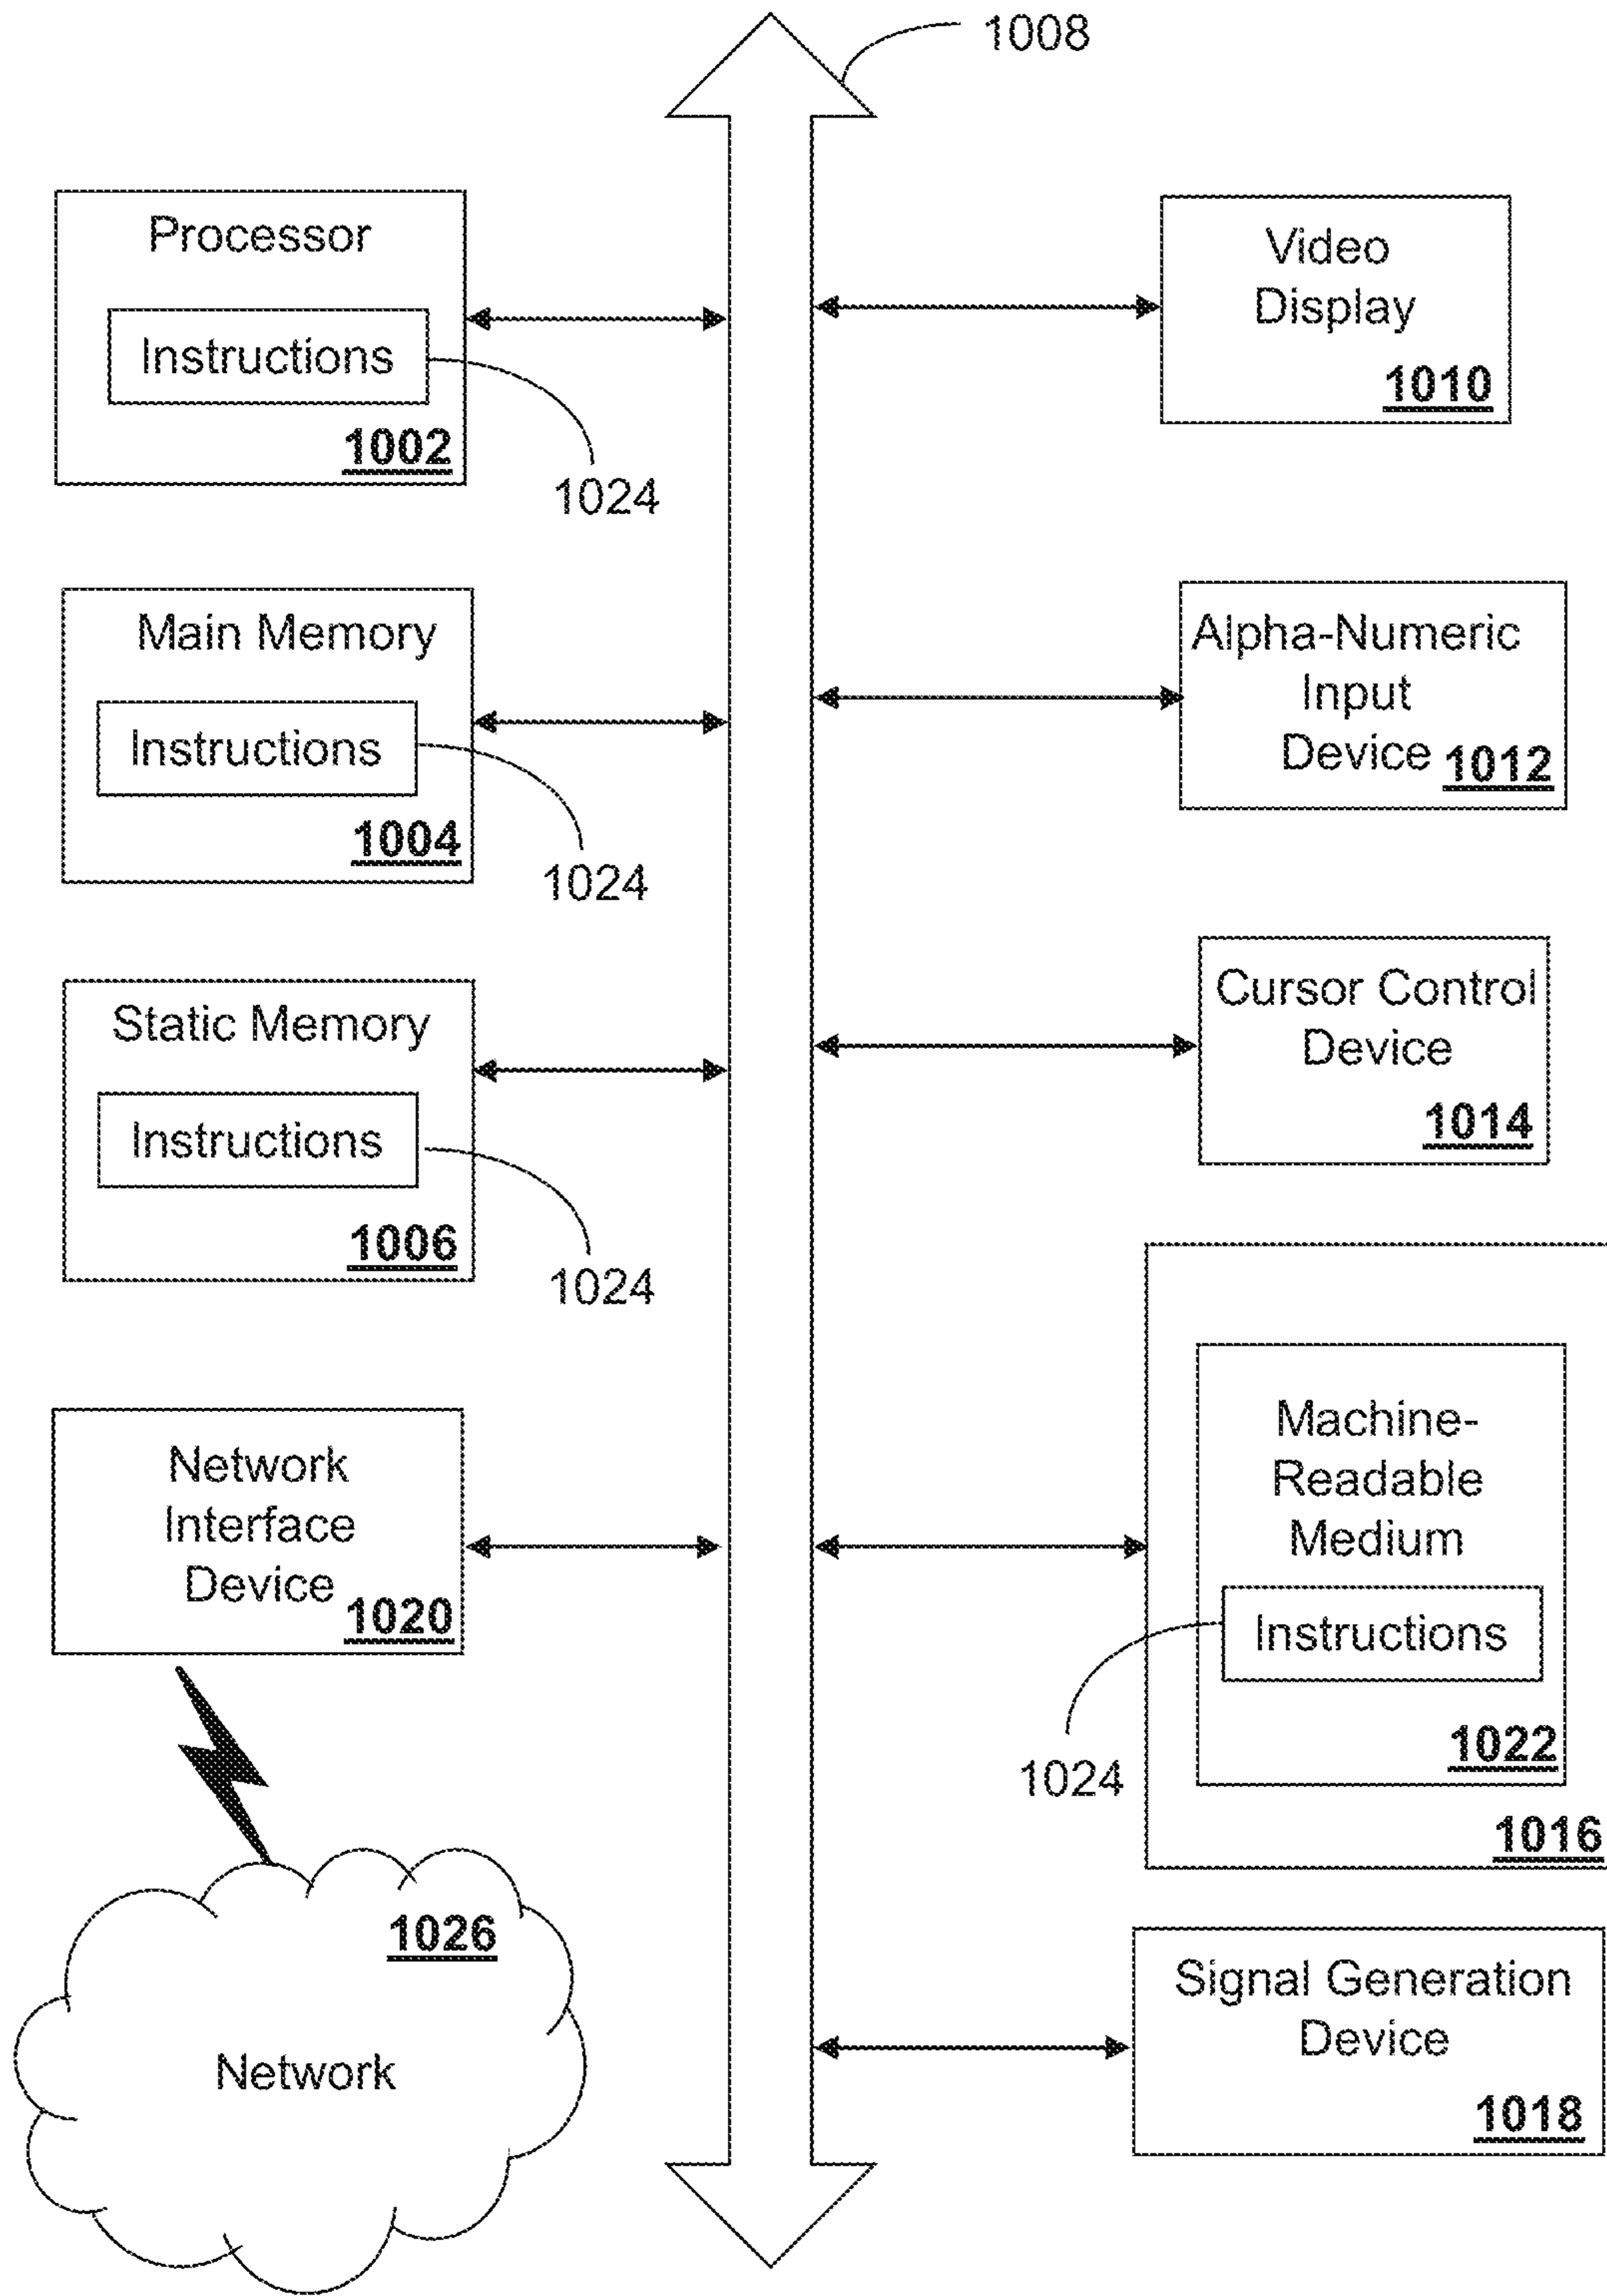 1008
Processor
Instructions
1002
1024
Main Memory
Instructions
1004
1024
Static Memory
Instructions
1006
1024
Network
Interface
Device
1020
1026
Network
Video
Display
1010
Alpha-Numeric
Input
Device 1012
Cursor Control
Device
1014
Machine-
Readable
Medium
Instructions
1022
1024
1016
Signal Generation
Device
1018